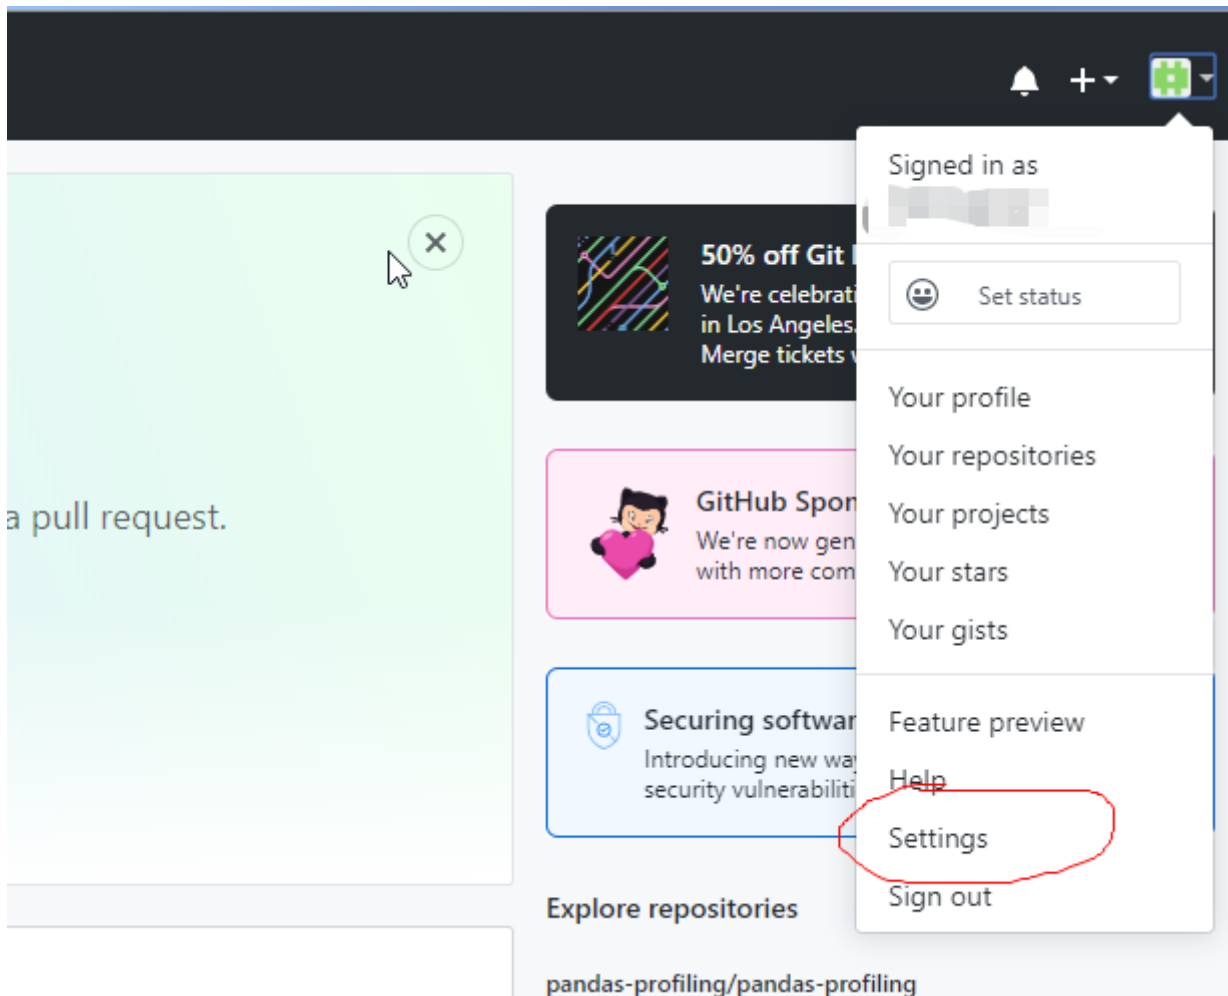 Signed in as
Set status
Your profile
Your repositories
Your projects
Your stars
Your gists
Feature preview
Help
Settings
Sign out
a pull request.
50% off Git
We're celebrati
in Los Angeles.
Merge tickets
GitHub Spon
We're now gen
with more com
Securing softwar
Introducing new way
security vulnerabiliti
Explore repositories
pandas-profiling/pandas-profiling